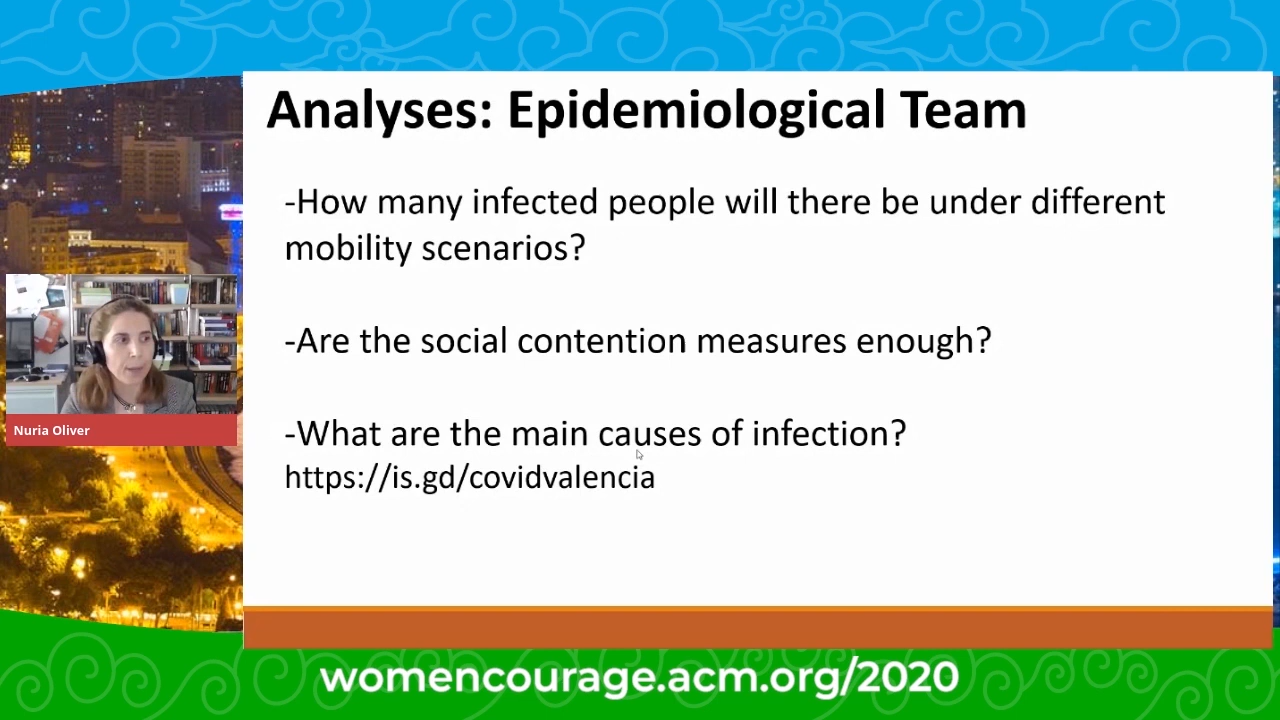 Analyses: Epidemiological Team
-How many infected people will there be under different
mobility scenarios?
-Are the social contention measures enough?
-What are the main causes of infection?
https://is.gd/covidvalencia
Nuria Oliver
womencourage.acm.org/2020